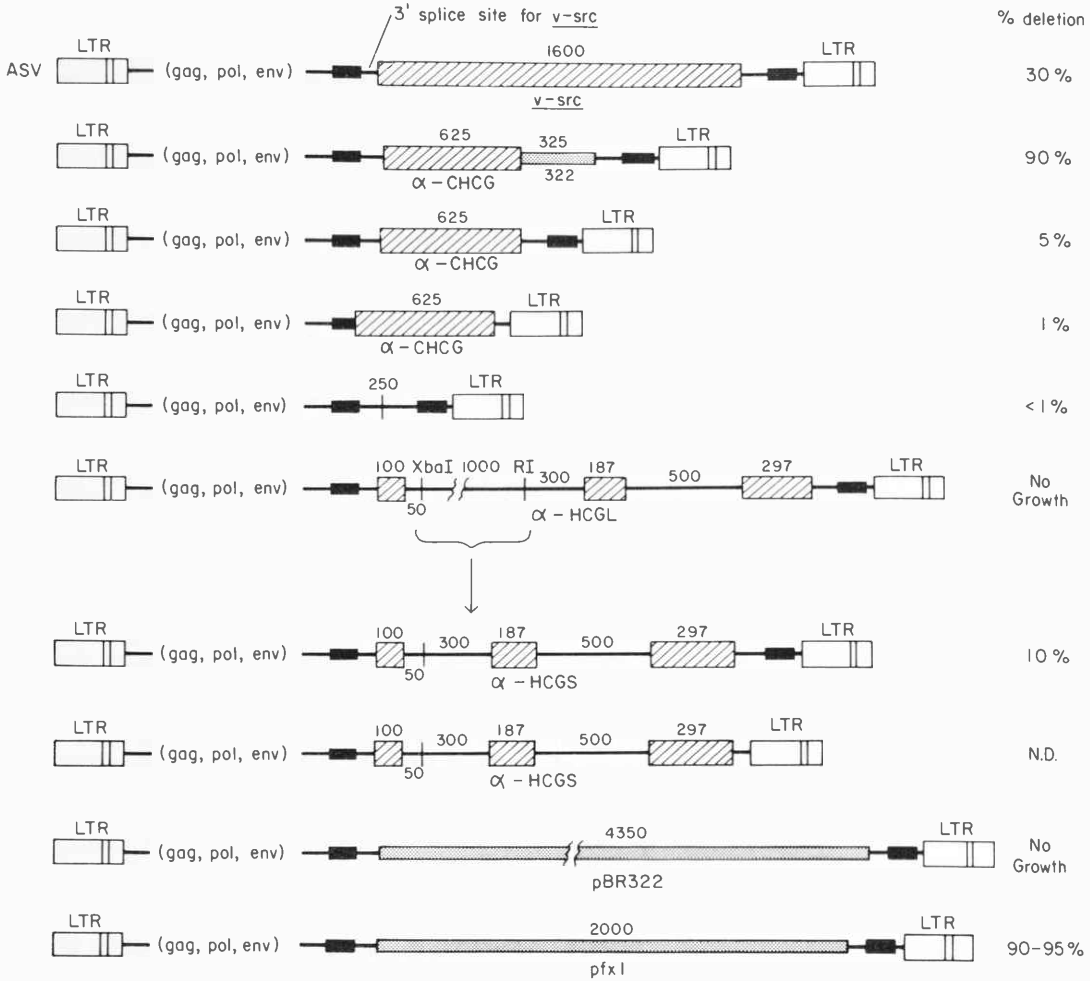 3' splice site for v-src
% deletion
LTR
1600
LTR
ASV
(gag, pol, env)
30%
v-src
LTR
625
325
LTR
(gag, pol, env)
90%
322
α-CHCG
LTR
625
LTR
(gag, pol, env)
5%
α-CHCG
LTR
625
LTR
(gag, pol, env)
1%
α-CHCG
LTR
250
LTR
(gag, pol, env)
<1%
LTR
100
XbaI
1000
RI
300
187
500
297
LTR
(gag, pol, env)
No
Growth
50
α-HCGL
LTR
100
300
187
500
297
LTR
(gag, pol, env)
10%
50
α-HCGS
LTR
100
300
187
500
297
LTR
(gag, pol, env)
N.D.
50
α-HCGS
LTR
4350
LTR
(gag, pol, env)
No
Growth
pBR322
LTR
2000
LTR
(gag, pol, env)
90-95%
pfx1